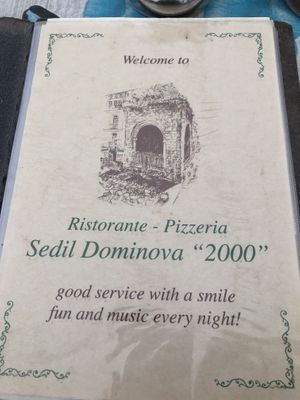 Welcome to
Ristorante - Pizzeria
Sedil Dominova "2000"
good service with a smile
fun and music every night!